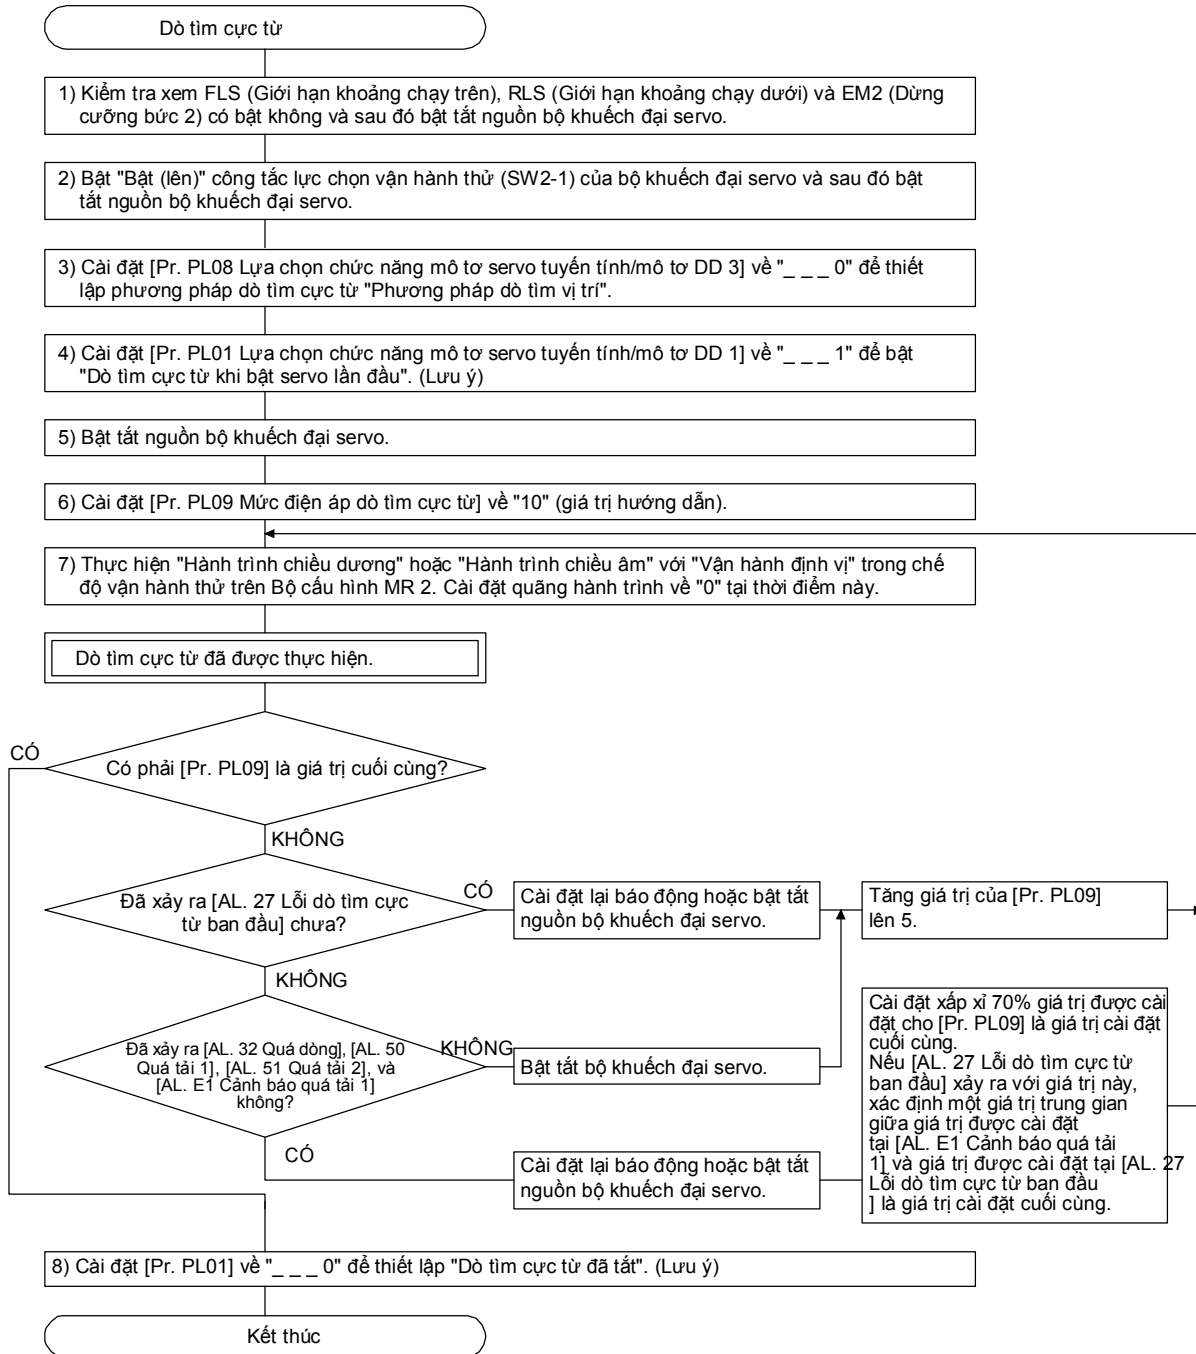 Dò tìm cực từ
1) Kiểm tra xem FLS (Giới hạn khoảng chạy trên), RLS (Giới hạn khoảng chạy dưới) và EM2 (Dừng
cưỡng bức 2) có bật không và sau đó bật tắt nguồn bộ khuếch đại servo.
2) Bật "Bật (lên)" công tắc lực chọn vận hành thử (SW2-1) của bộ khuếch đại servo và sau đó bật
tắt nguồn bộ khuếch đại servo.
3) Cài đặt [Pr. PL08 Lựa chọn chức năng mô tơ servo tuyến tính/mô tơ DD 3] về "_ _ _ 0" để thiết
lập phương pháp dò tìm cực từ "Phương pháp dò tìm vị trí".
4) Cài đặt [Pr. PL01 Lựa chọn chức năng mô tơ servo tuyến tính/mô tơ DD 1] về "_ _ _ 1" để bật
"Dò tìm cực từ khi bật servo lần đầu". (Lưu ý)
5) Bật tắt nguồn bộ khuếch đại servo.
6) Cài đặt [Pr. PL09 Mức điện áp dò tìm cực từ] về "10" (giá trị hướng dẫn).
7) Thực hiện "Hành trình chiều dương" hoặc "Hành trình chiều âm" với "Vận hành định vị" trong chế
độ vận hành thử trên Bộ cấu hình MR 2. Cài đặt quãng hành trình về "0" tại thời điểm này.
Dò tìm cực từ đã được thực hiện.
CÓ
Có phải [Pr. PL09] là giá trị cuối cùng?
KHÔNG
Đã xảy ra [AL. 27 Lỗi dò tìm cực
từ ban đầu] chưa?
CÓ
Cài đặt lại báo động hoặc bật tắt
nguồn bộ khuếch đại servo.
Tăng giá trị của [Pr. PL09]
lên 5.
KHÔNG
Đã xảy ra [AL. 32 Quá dòng], [AL. 50
Quá tải 1], [AL. 51 Quá tải 2], và
[AL. E1 Cảnh báo quá tải 1]
không?
KHÔNG
Bật tắt bộ khuếch đại servo.
Cài đặt xấp xỉ 70% giá trị được cài
đặt cho [Pr. PL09] là giá trị cài đặt
cuối cùng.
Nếu [AL. 27 Lỗi dò tìm cực từ
ban đầu] xảy ra với giá trị này,
xác định một giá trị trung gian
giữa giá trị được cài đặt
tại [AL. E1 Cảnh báo quá tải
1] và giá trị được cài đặt tại [AL. 27
Lỗi dò tìm cực từ ban đầu
] là giá trị cài đặt cuối cùng.
CÓ
Cài đặt lại báo động hoặc bật tắt
nguồn bộ khuếch đại servo.
8) Cài đặt [Pr. PL01] về "_ _ _ 0" để thiết lập "Dò tìm cực từ đã tắt". (Lưu ý)
Kết thúc